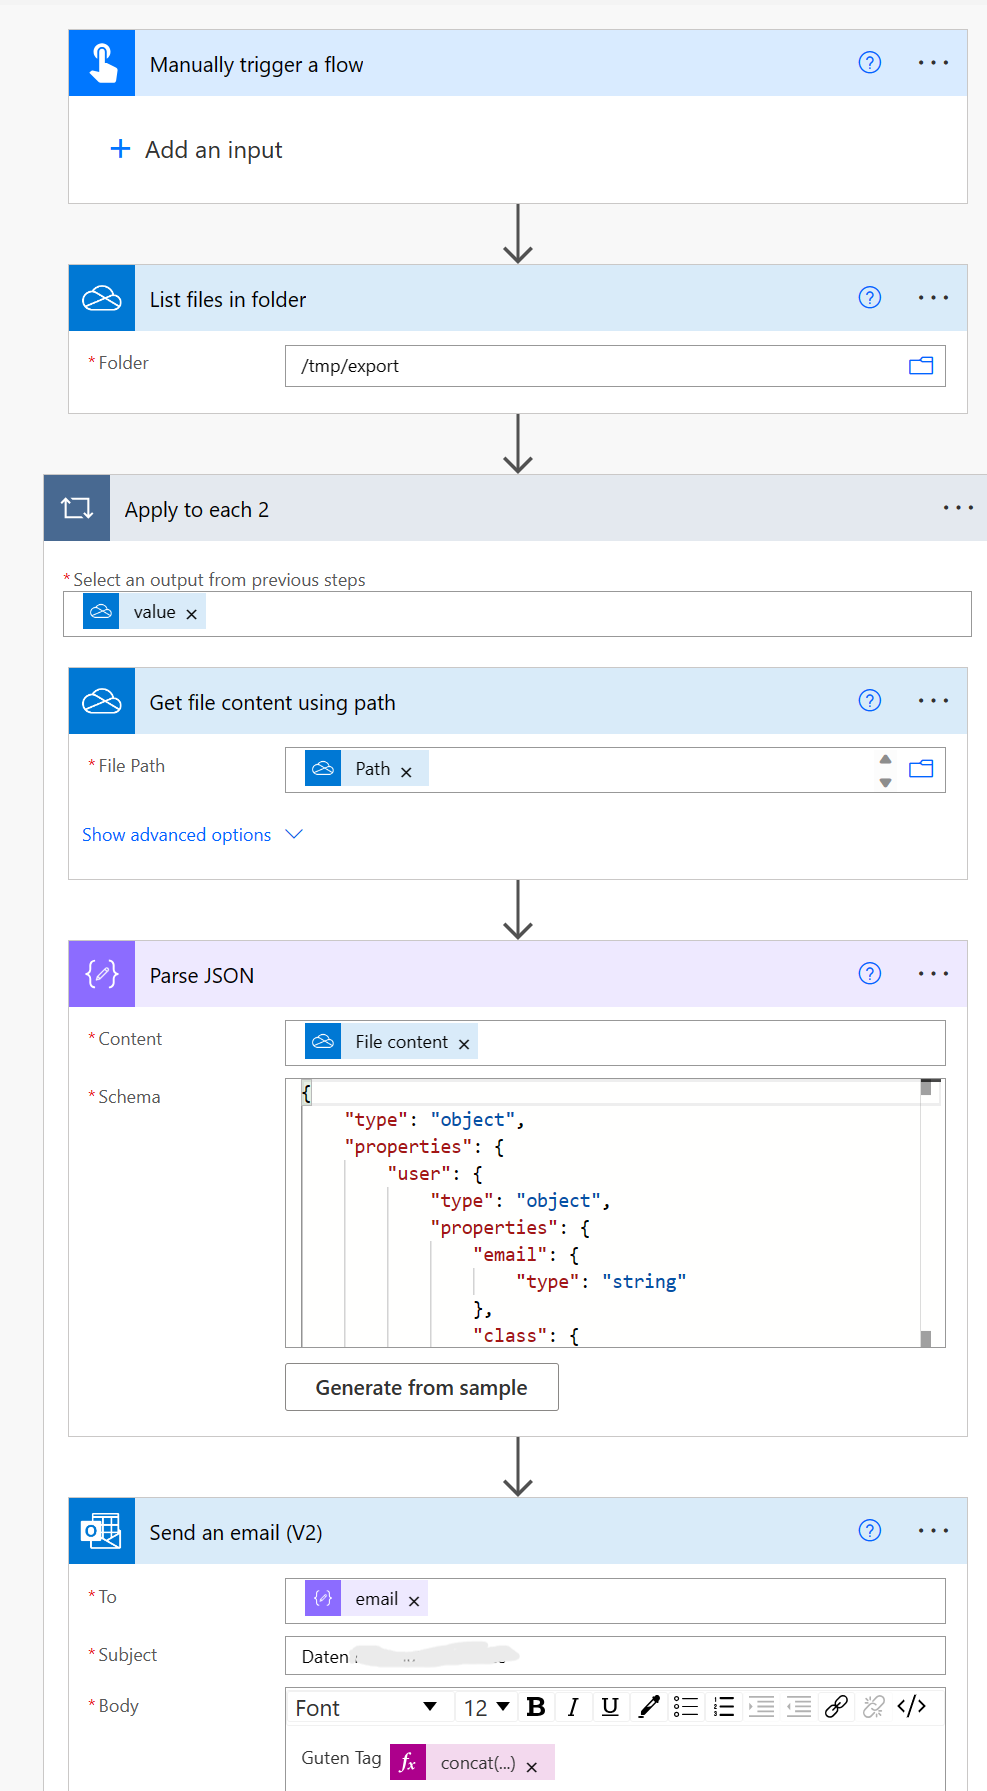 Manually trigger a flow
+ Add an input
List files in folder
* Folder
/tmp/export
Apply to each 2
* Select an output from previous steps
value ×
Get file content using path
* File Path
Path ×
Show advanced options
Parse JSON
* Content
File content ×
* Schema
{
"type": "object",
"properties": {
"user": {
"type": "object",
"properties": {
"email": {
"type": "string"
},
"class": {
Generate from sample
Send an email (V2)
* To
email ×
* Subject
Daten
* Body
Font 12 B I U </>
Guten Tag fx concat(...) ×